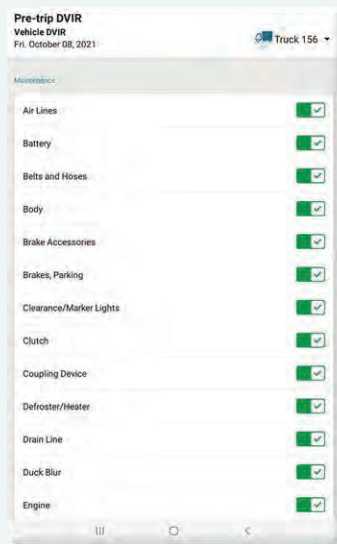 Pre-trip DVIR
Vehicle DVIR
Fri. October 08, 2021
Truck 156
Maintenance
Air Lines
Battery
Belts and Hoses
Body
Brake Accessories
Brakes, Parking
Clearance/Marker Lights
Clutch
Coupling Device
Defroster/Heater
Drain Line
Duck Blur
Engine